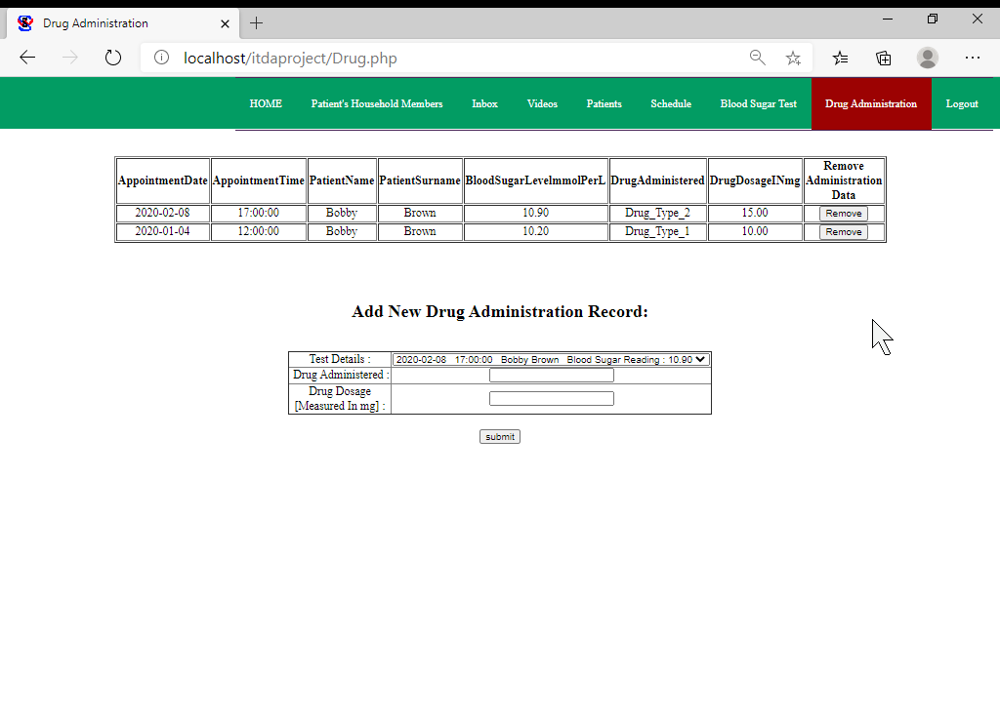 Drug Administration
localhost/itdaproject/Drug.php
HOME Patient's Household Members Inbox Videos Patients Schedule Blood Sugar Test Drug Administration Logout
AppointmentDate AppointmentTime PatientName PatientSurname BloodSugarLevelmmolPerL DrugAdministered DrugDosageINmg Remove Administration Data
2020-02-08 17:00:00 Bobby Brown 10.90 Drug_Type_2 15.00 Remove
2020-01-04 12:00:00 Bobby Brown 10.20 Drug_Type_1 10.00 Remove
Add New Drug Administration Record:
Test Details : 2020-02-08 17:00:00 Bobby Brown Blood Sugar Reading : 10.90
Drug Administered :
Drug Dosage
[Measured In mg] :
submit